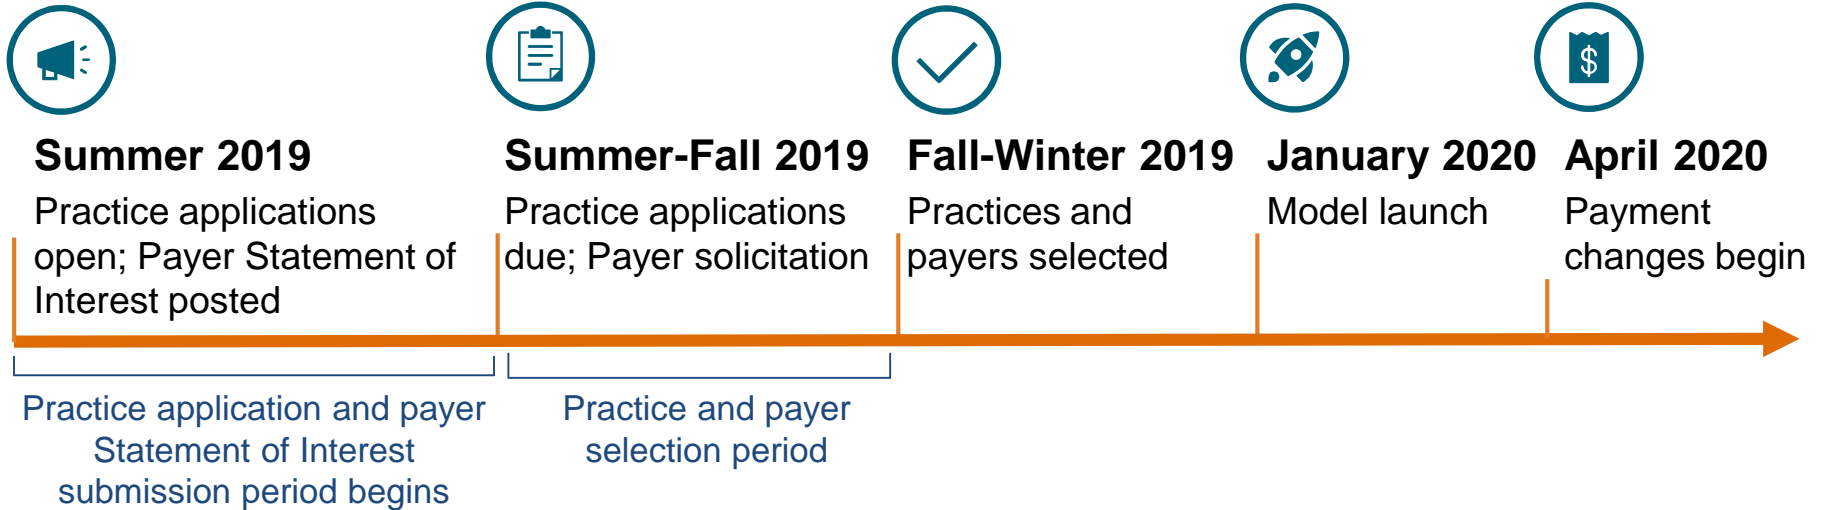 Summer 2019
Practice applications
open; Payer Statement of
Interest posted
Summer-Fall 2019
Practice applications
due; Payer solicitation
Fall-Winter 2019
Practices and
payers selected
January 2020
Model launch
April 2020
Payment
changes begin
$
Practice application and payer
Statement of Interest
submission period begins
Practice and payer
selection period